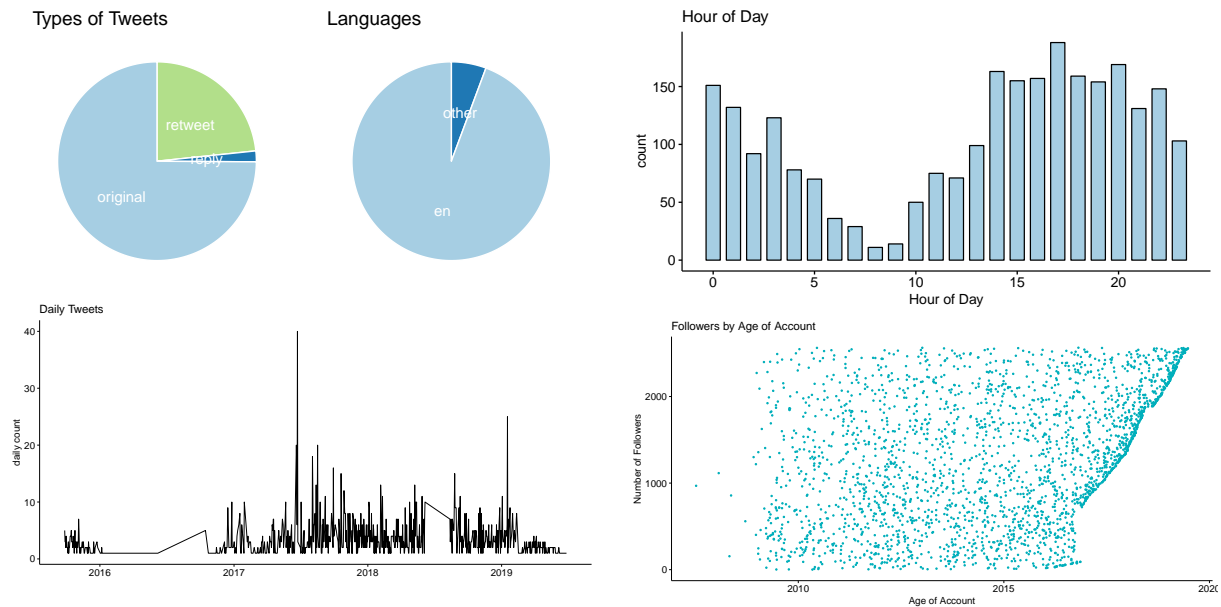 Types of Tweets
retweet
reply
original
Languages
other
en
Hour of Day
count
150
100
50
0
0 5 10 15 20
Hour of Day
Daily Tweets
daily count
40
30
20
10
0
2016 2017 2018 2019
Followers by Age of Account
Number of Followers
2000
1000
0
2010 2015 2020
Age of Account